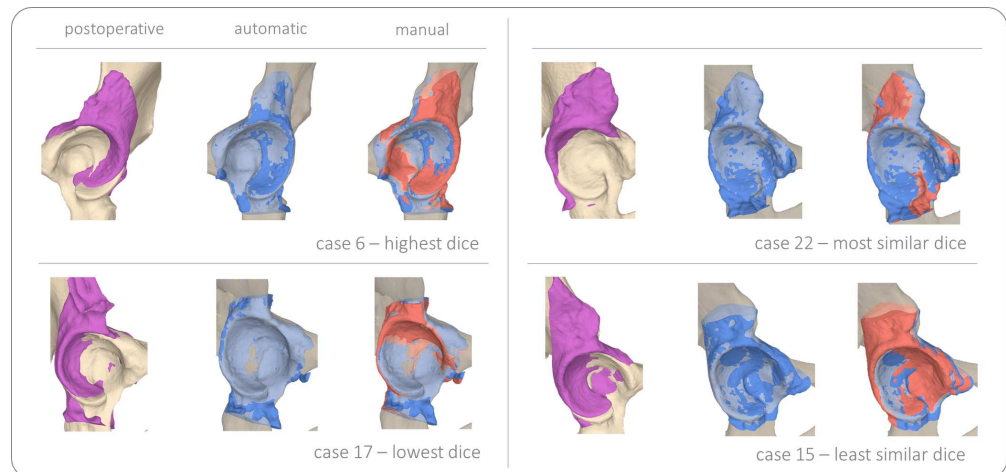 postoperative automatic manual
case 6 – highest dice
case 22 – most similar dice
case 17 – lowest dice
case 15 – least similar dice